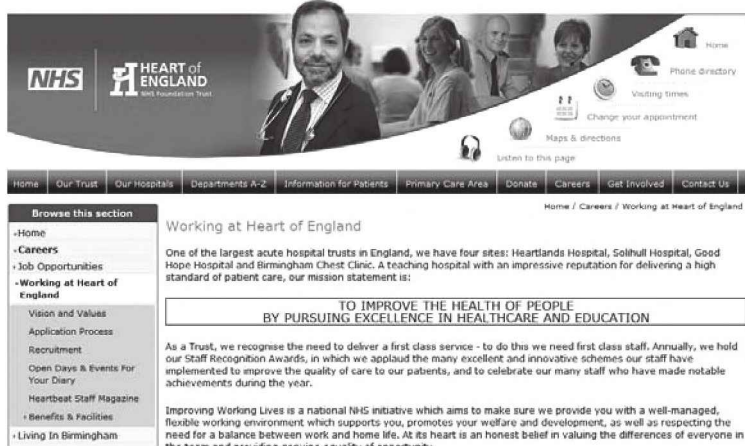 NHS
HEART of
ENGLAND
NHS Foundation Trust
Home
Phone directory
Visiting times
Change your appointment
Maps & directions
Listen to this page
Home Our Trust Our Hospitals Departments A-Z Information for Patients Primary Care Area Donate Careers Get Involved Contact Us
Home / Careers / Working at Heart of England
Browse this section
Home
Careers
Job Opportunities
Working at Heart of
England
Vision and Values
Application Process
Recruitment
Open Days & Events For
Your Diary
Heartbeat Staff Magazine
Benefits & Facilities
Living In Birmingham
Working at Heart of England
One of the largest acute hospital trusts in England, we have four sites: Heartlands Hospital, Solihull Hospital, Good
Hope Hospital and Birmingham Chest Clinic. A teaching hospital with an impressive reputation for delivering a high
standard of patient care, our mission statement is:
TO IMPROVE THE HEALTH OF PEOPLE
BY PURSUING EXCELLENCE IN HEALTHCARE AND EDUCATION
As a Trust, we recognise the need to deliver a first class service - to do this we need first class staff. Annually, we hold
our Staff Recognition Awards, in which we applaud the many excellent and innovative schemes our staff have
implemented to improve the quality of care to our patients, and to celebrate our many staff who have made notable
achievements during the year.
Improving Working Lives is a national NHS initiative which aims to make sure we provide you with a well-managed,
flexible working environment which supports you, promotes your welfare and development, as well as respecting the
need for a balance between work and home life. At its heart is an honest belief in valuing the differences of everyone in
the team and providing genuine equality of opportunity.